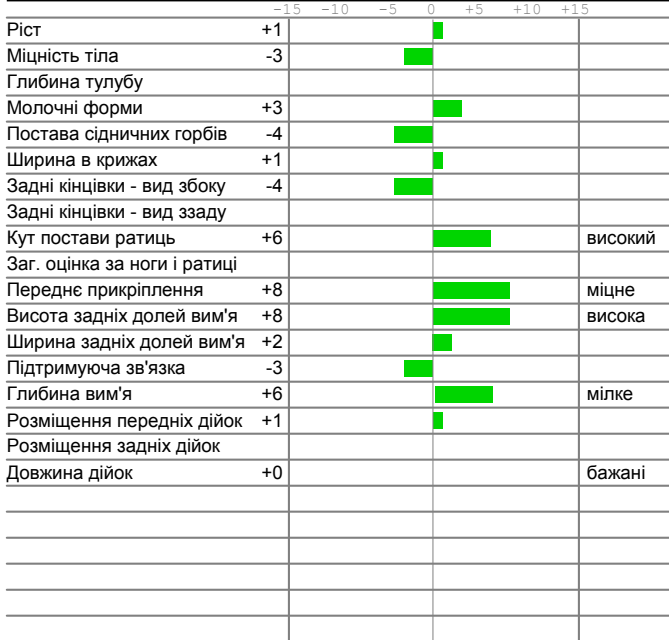 -15 -10 -5 0 +5 +10 +15
Ріст +1
Міцність тіла -3
Глибина тулубу
Молочні форми +3
Постава сідничних горбів -4
Ширина в крижах +1
Задні кінцівки - вид збоку -4
Задні кінцівки - вид ззаду
Кут постави ратиць +6 високий
Заг. оцінка за ноги і ратиці
Переднє прикріплення +8 міцне
Висота задніх долей вим'я +8 висока
Ширина задніх долей вим'я +2
Підтримуюча зв'язка -3
Глибина вим'я +6 мілке
Розміщення передніх дійок +1
Розміщення задніх дійок
Довжина дійок +0 бажані